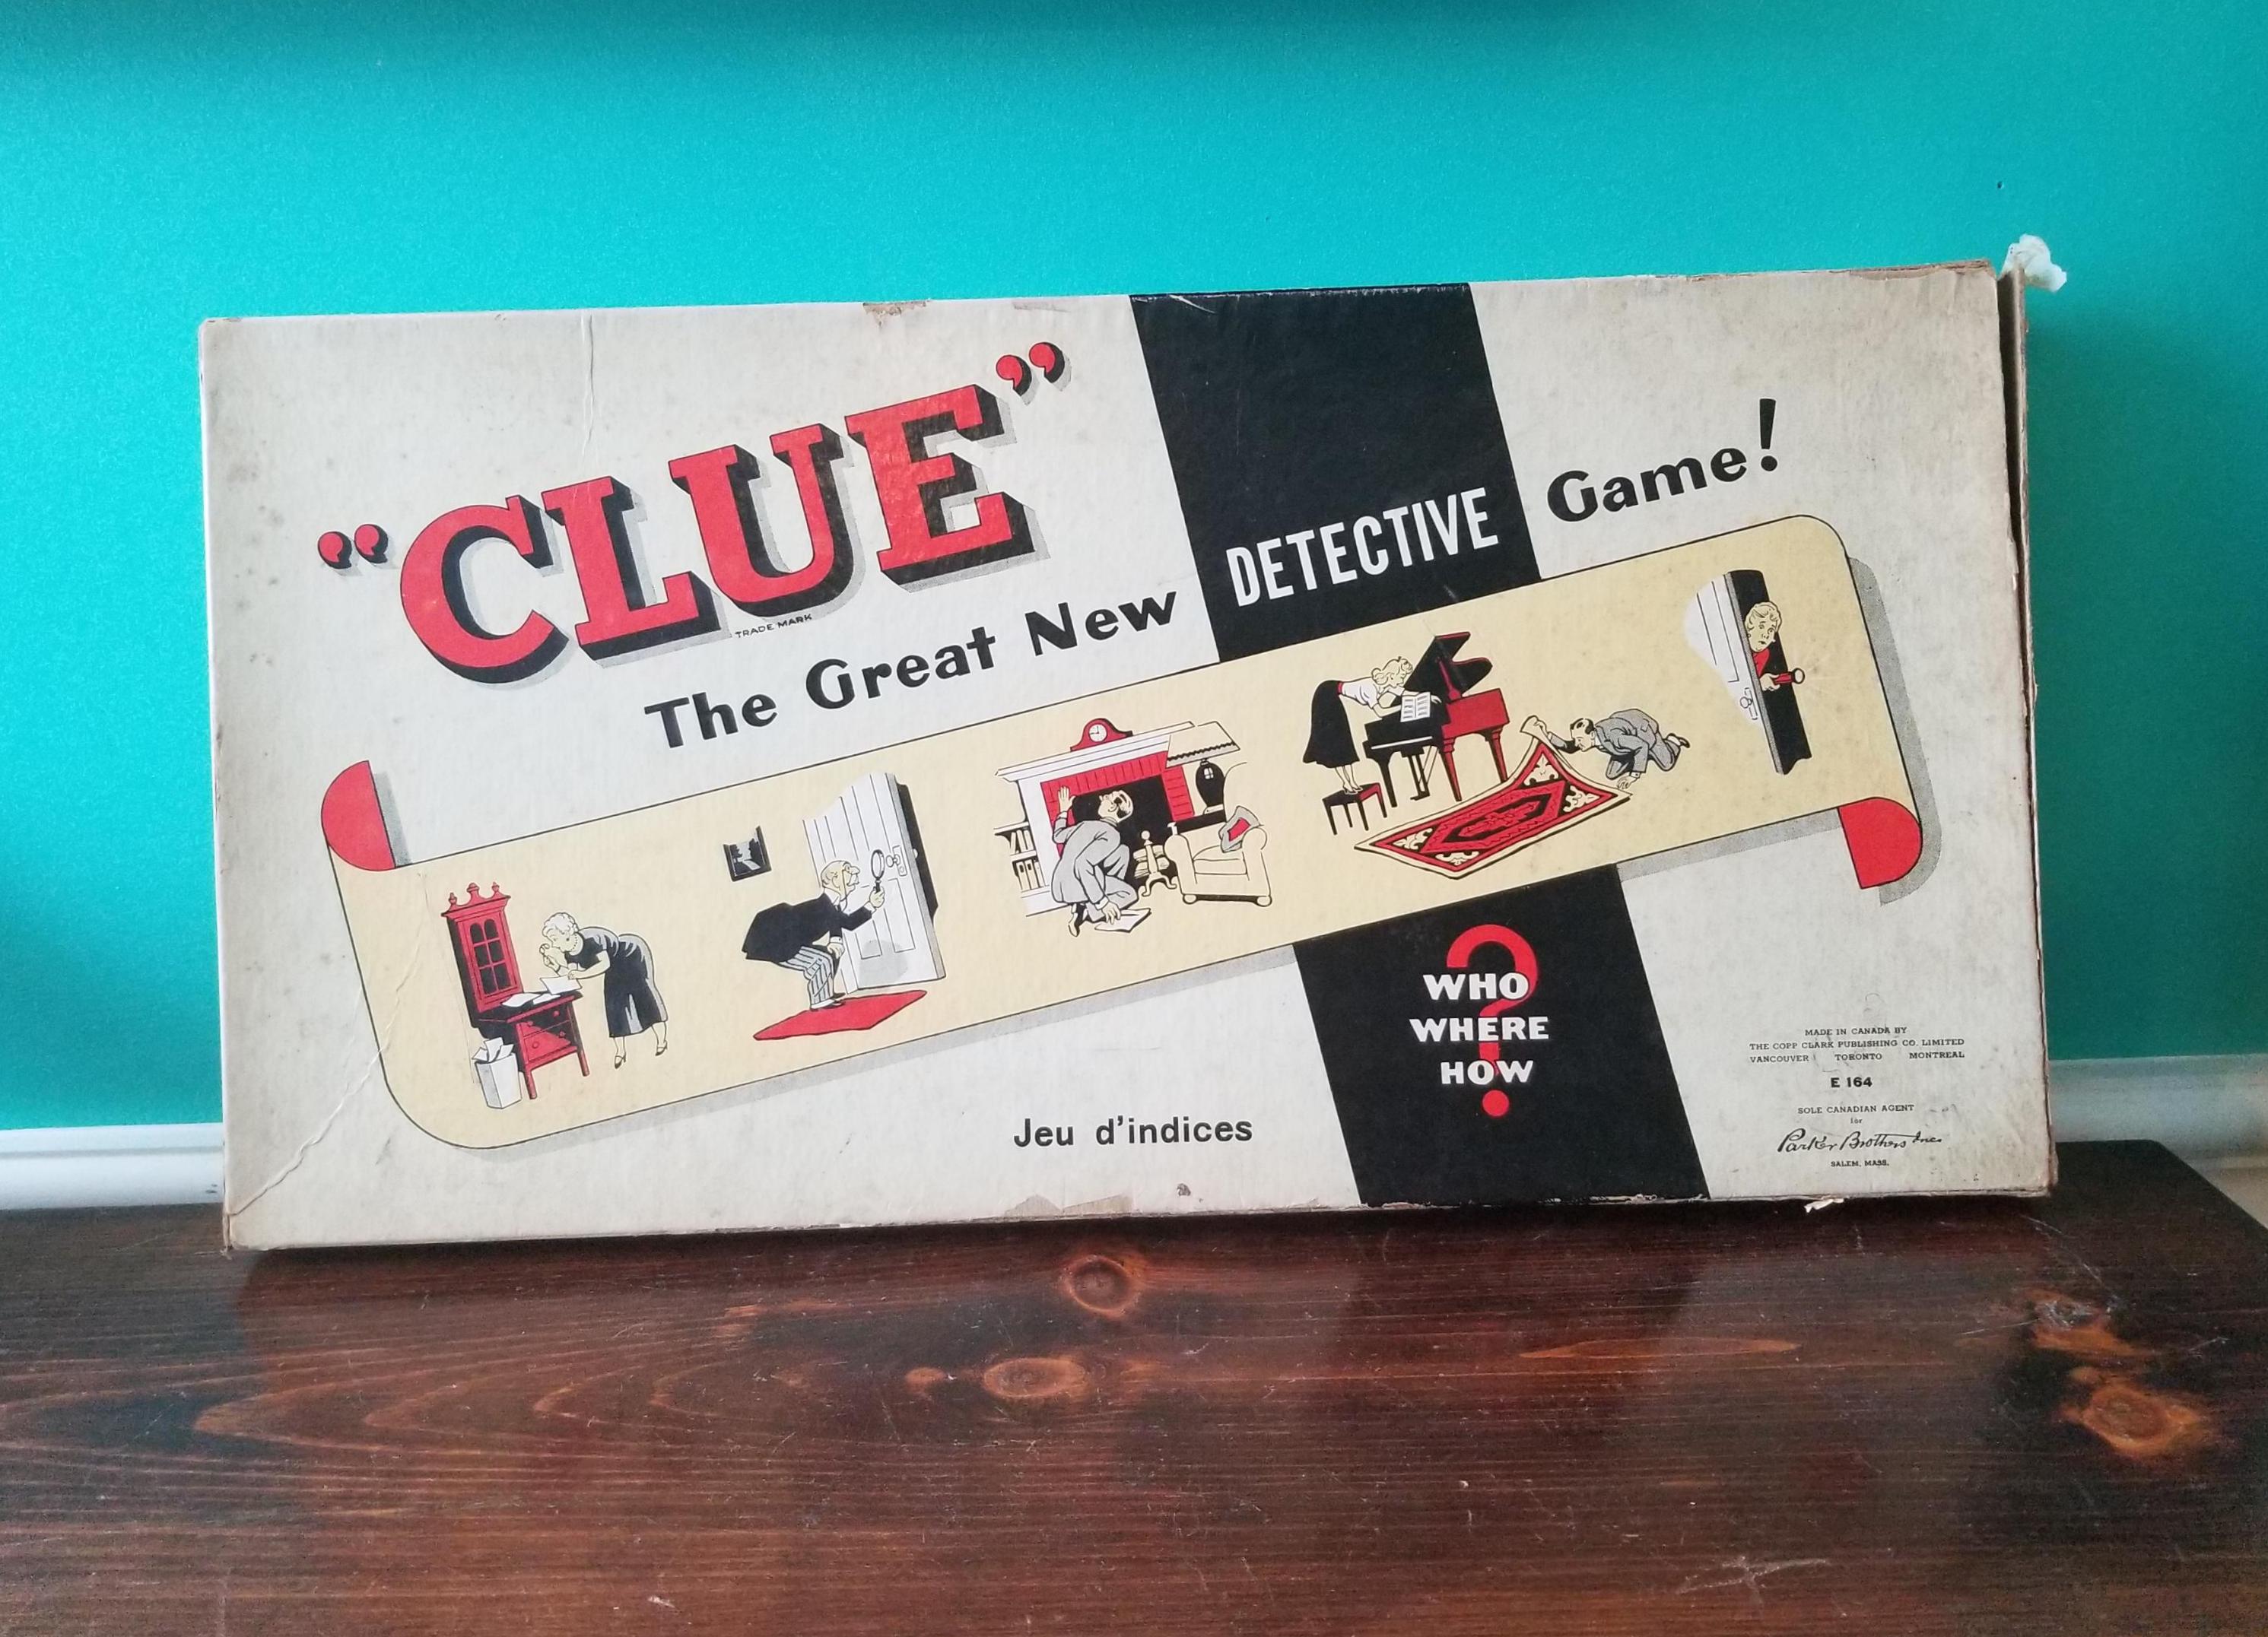 ”CLUE”
TRADE MARK
The Great New DETECTIVE Game!
WHO
WHERE
HOW
?
Jeu d'indices
MADE IN CANADA BY
THE COPP CLARK PUBLISHING CO. LIMITED
VANCOUVER TORONTO MONTREAL
E 164
SOLE CANADIAN AGENT
for
Parker Brothers Inc.
SALEM, MASS.